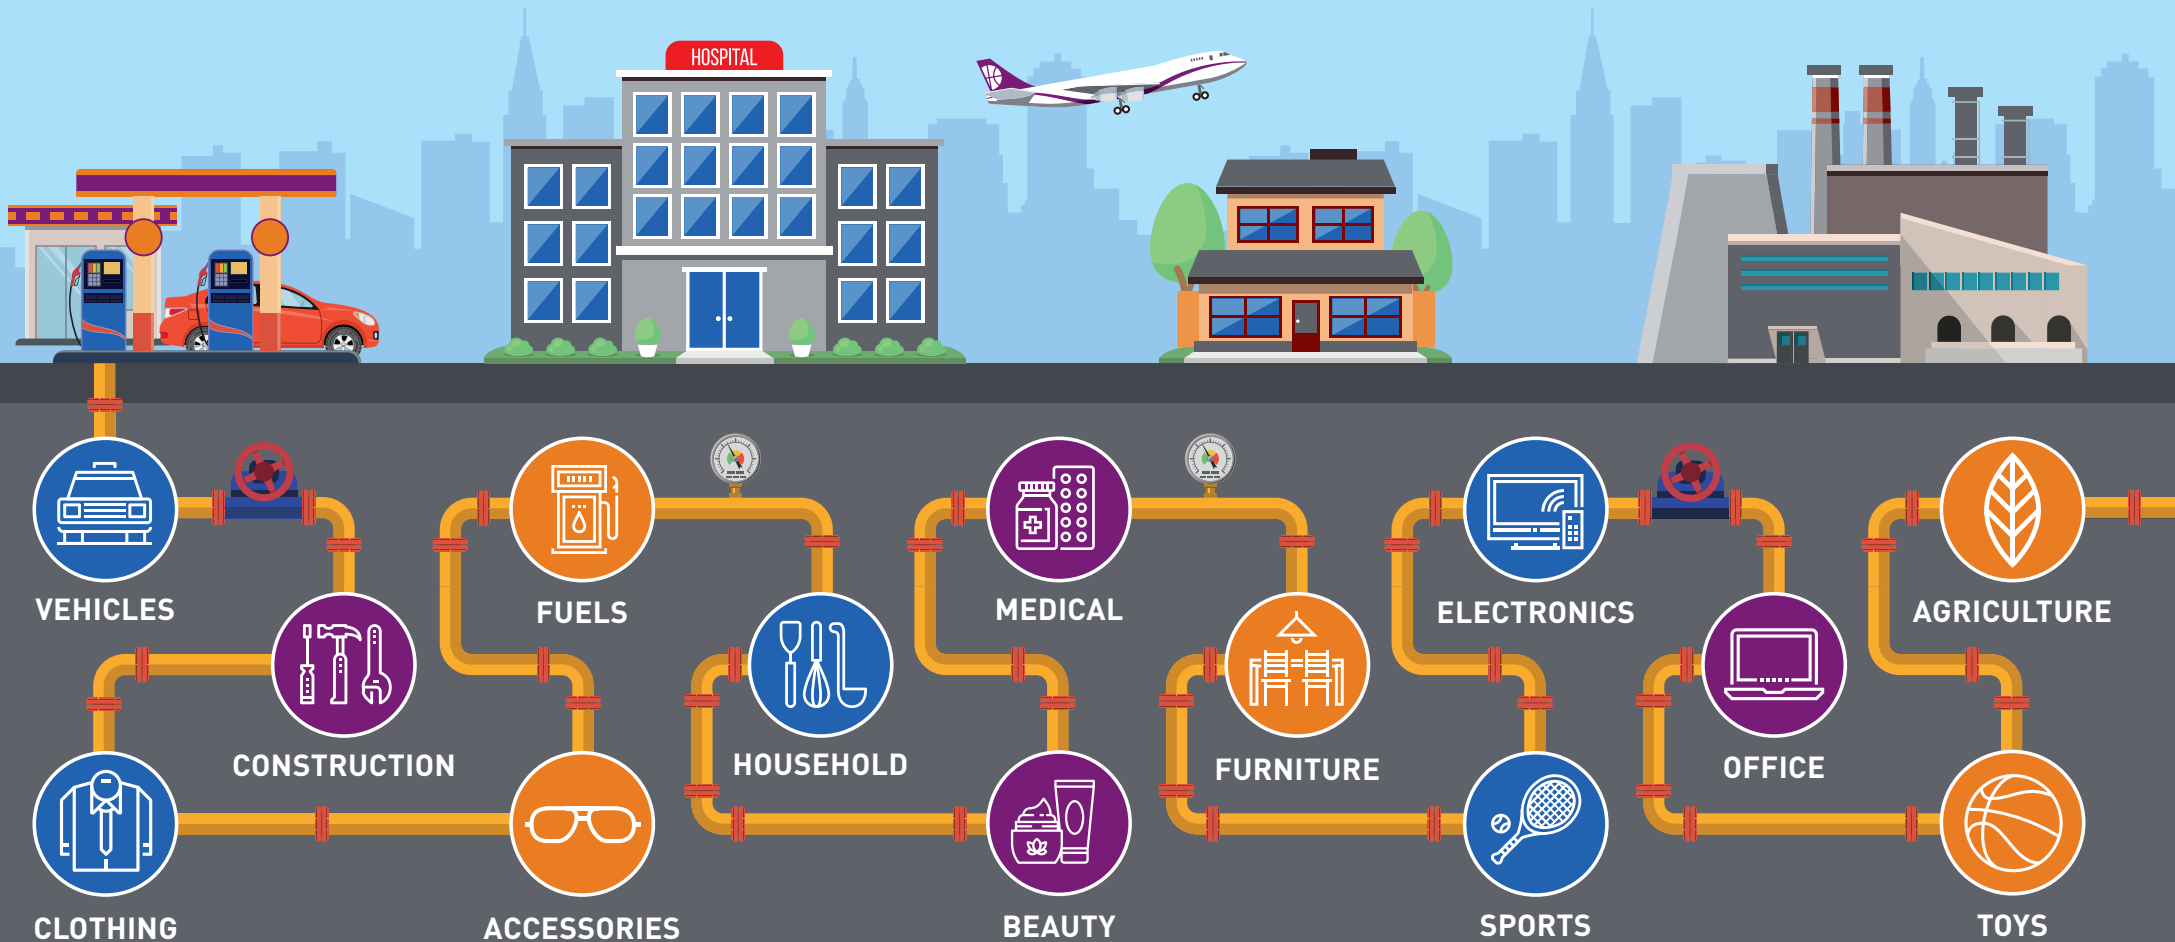 HOSPITAL
VEHICLES
FUELS
MEDICAL
ELECTRONICS
AGRICULTURE
CONSTRUCTION
HOUSEHOLD
FURNITURE
OFFICE
CLOTHING
ACCESSORIES
BEAUTY
SPORTS
TOYS